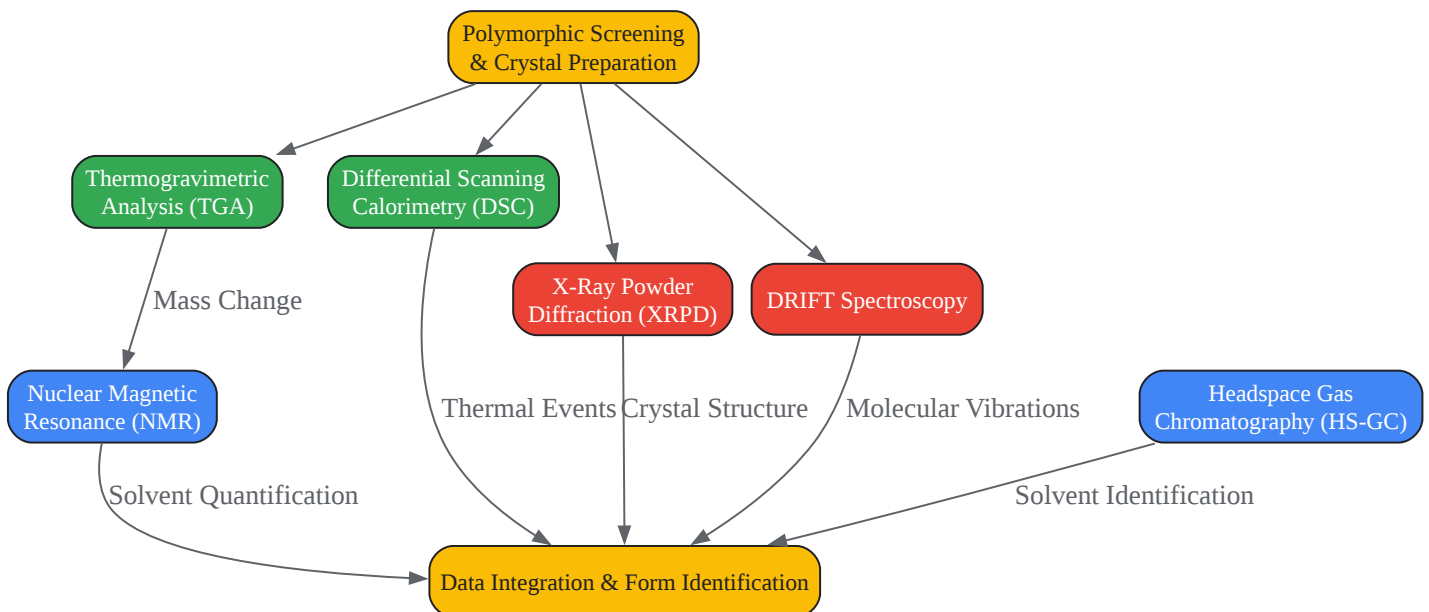 Polymorphic Screening
& Crystal Preparation
Thermogravimetric
Analysis (TGA)
Differential Scanning
Calorimetry (DSC)
X-Ray Powder
Diffraction (XRPD)
DRIFT Spectroscopy
Mass Change
Nuclear Magnetic
Resonance (NMR)
Thermal Events
Crystal Structure
Molecular Vibrations
Headspace Gas
Chromatography (HS-GC)
Solvent Quantification
Solvent Identification
Data Integration & Form Identification